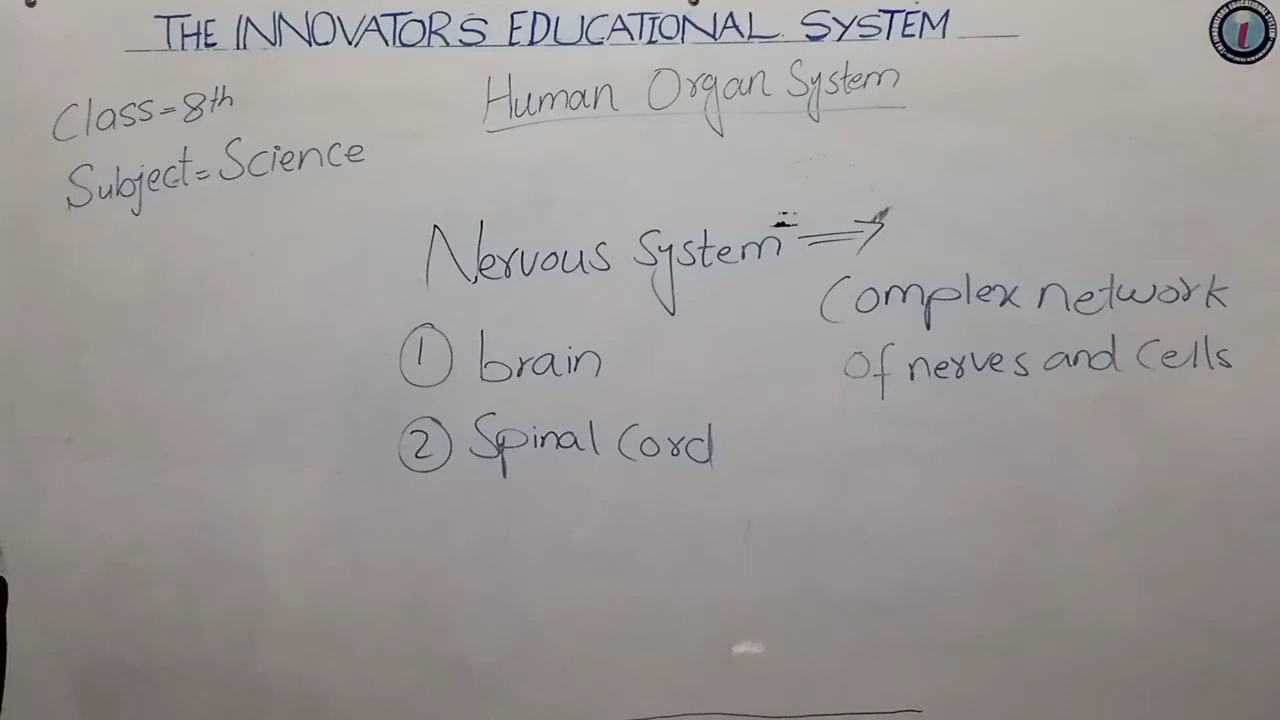 THE INNOVATORS EDUCATIONAL SYSTEM
Human Organ System
Class=8th
Subject=Science
Nervous System ⇒
Complex network
of nerves and cells
① brain
② Spinal Cord